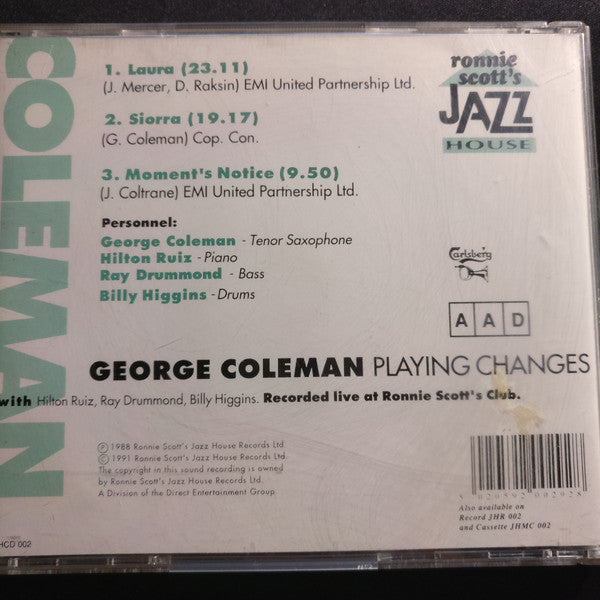 COLEMAN
1. Laura (23.11)
(J. Mercer, D. Raksin) EMI United Partnership Ltd.
2. Siorra (19.17)
(G. Coleman) Cop. Con.
3. Moment's Notice (9.50)
(J. Coltrane) EMI United Partnership Ltd.
Personnel:
George Coleman - Tenor Saxophone
Hilton Ruiz - Piano
Ray Drummond - Bass
Billy Higgins - Drums
ronnie
scott's
JAZZ
HOUSE
Carlsberg
A A D
GEORGE COLEMAN PLAYING CHANGES
with Hilton Ruiz, Ray Drummond, Billy Higgins. Recorded live at Ronnie Scott's Club.
℗ 1988 Ronnie Scott's Jazz House Records Ltd
© 1991 Ronnie Scott's Jazz House Records Ltd.
The copyright in this sound recording is owned
by Ronnie Scott's Jazz House Records Ltd.
A Division of the Direct Entertainment Group.
5 020592 002928
Also available on
Record JHR 002
and Cassette JHMC 002
HCD 002